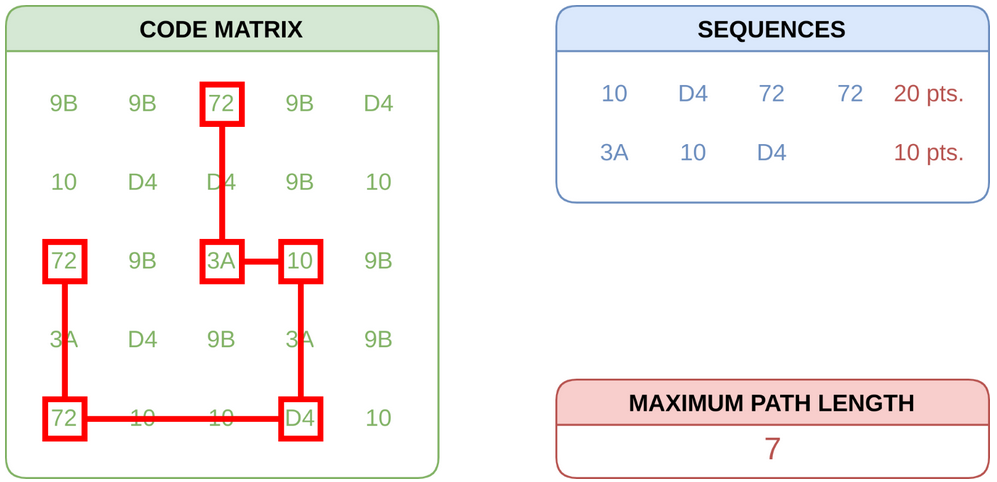 CODE MATRIX
9B 9B 72 9B D4
10 D4 D4 9B 10
72 9B 3A 10 9B
3A D4 9B 3A 9B
72 10 10 D4 10
SEQUENCES
10 D4 72 72 20 pts.
3A 10 D4 10 pts.
MAXIMUM PATH LENGTH
7